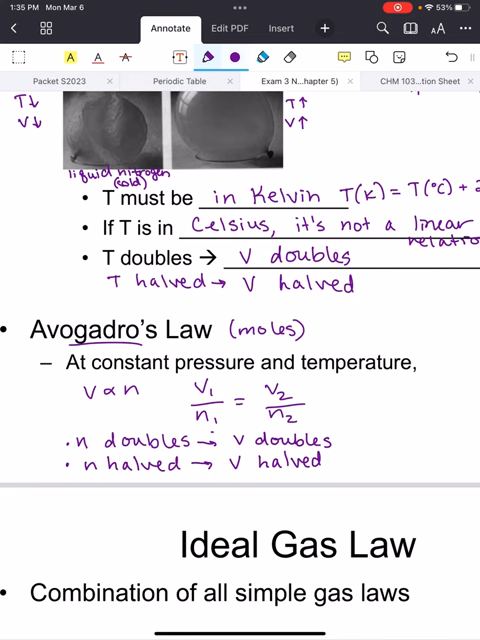 1:35 PM Mon Mar 6
53%
Annotate Edit PDF Insert
Packet S2023 Periodic Table Exam 3 N...hapter 5) CHM 103...tion Sheet
T↓ T↑
V↓ V↑
liquid nitrogen
(cold)
• T must be in Kelvin T(K) = T(°C) + 2
• If T is in Celsius, it's not a linear
relatio
• T doubles → V doubles
T halved → V halved
• Avogadro's Law (moles)
– At constant pressure and temperature,
V ∝ n V₁/n₁ = V₂/n₂
· n doubles → V doubles
· n halved → V halved
Ideal Gas Law
• Combination of all simple gas laws